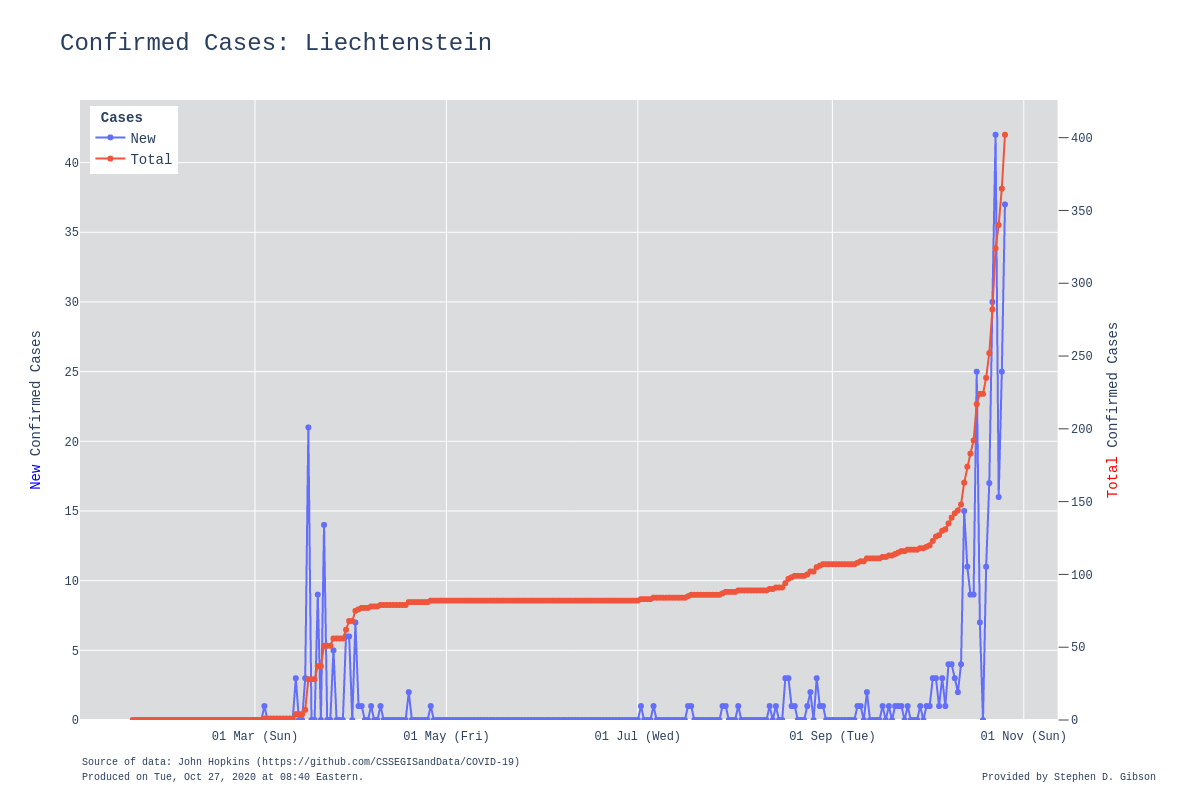 Confirmed Cases: Liechtenstein
Cases
New
Total
40
35
30
25
20
15
10
5
0
New Confirmed Cases
400
350
300
250
200
150
100
50
0
Total Confirmed Cases
01 Mar (Sun)
01 May (Fri)
01 Jul (Wed)
01 Sep (Tue)
01 Nov (Sun)
Source of data: John Hopkins (https://github.com/CSSEGISandData/COVID-19)
Produced on Tue, Oct 27, 2020 at 08:40 Eastern.
Provided by Stephen D. Gibson